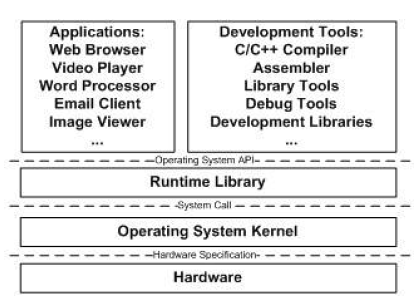 Applications:
Web Browser
Video Player
Word Processor
Email Client
Image Viewer
...
Development Tools:
C/C++ Compiler
Assembler
Library Tools
Debug Tools
Development Libraries
...
Operating System API
Runtime Library
System Call
Operating System Kernel
Hardware Specification
Hardware